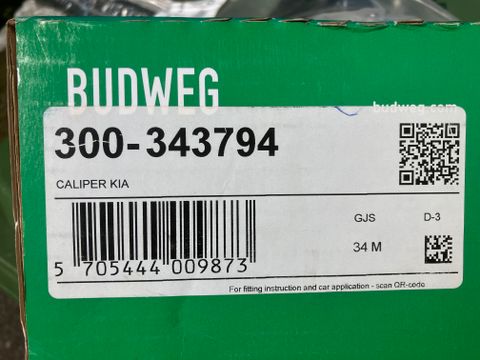 BUDWEG
budweg.com
300-343794
CALIPER KIA
GJS D-3
34 M
5 705444 009873
For fitting instruction and car application - scan QR-code